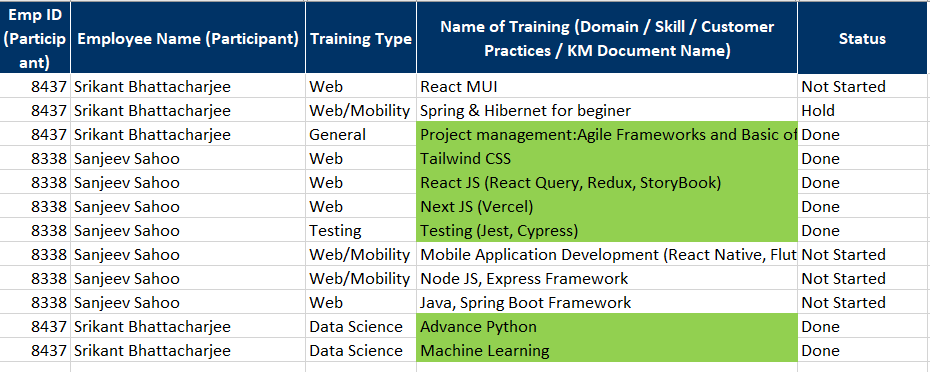 Emp ID (Particip ant) Employee Name (Participant) Training Type Name of Training (Domain / Skill / Customer Practices / KM Document Name) Status
8437 Srikant Bhattacharjee Web React MUI Not Started
8437 Srikant Bhattacharjee Web/Mobility Spring & Hibernet for beginer Hold
8437 Srikant Bhattacharjee General Project management:Agile Frameworks and Basic of Done
8338 Sanjeev Sahoo Web Tailwind CSS Done
8338 Sanjeev Sahoo Web React JS (React Query, Redux, StoryBook) Done
8338 Sanjeev Sahoo Web Next JS (Vercel) Done
8338 Sanjeev Sahoo Testing Testing (Jest, Cypress) Done
8338 Sanjeev Sahoo Web/Mobility Mobile Application Development (React Native, Flut Not Started
8338 Sanjeev Sahoo Web/Mobility Node JS, Express Framework Not Started
8338 Sanjeev Sahoo Web Java, Spring Boot Framework Not Started
8437 Srikant Bhattacharjee Data Science Advance Python Done
8437 Srikant Bhattacharjee Data Science Machine Learning Done